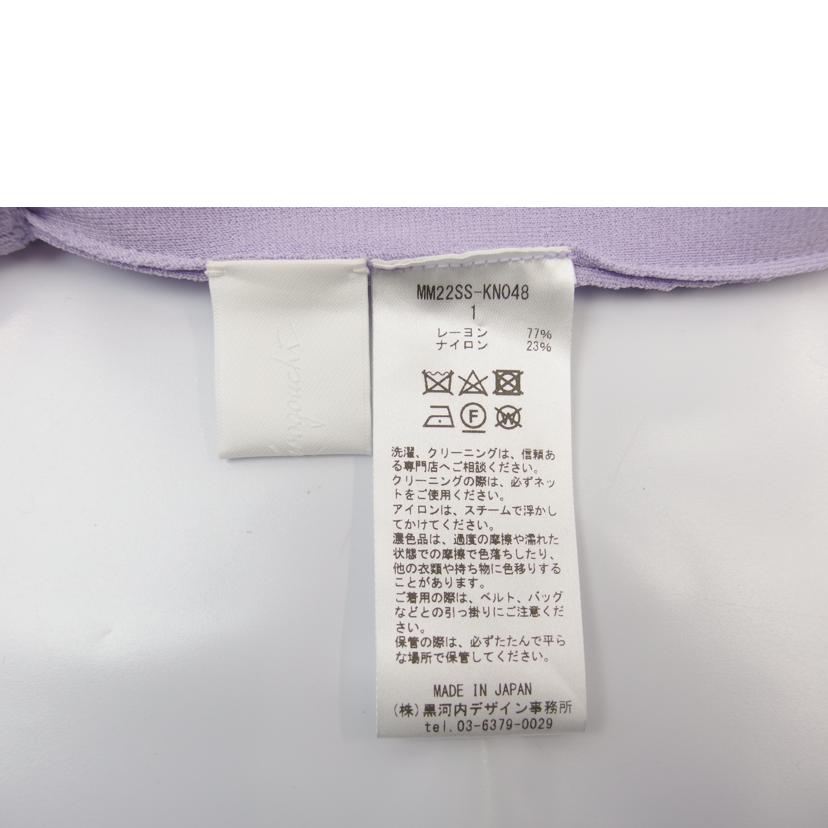 MM22SS-KN048
1
レーヨン 77%
ナイロン 23%
F
W
洗濯、クリーニングは、信頼あ
る専門店へご相談ください。
クリーニングの際は、必ずネッ
トをご使用ください。
アイロンは、スチームで浮かし
てかけてください。
濃色品は、過度の摩擦や濡れた
状態での摩擦で色落ちしたり、
他の衣類や持ち物に色移りする
ことがあります。
ご着用の際は、ベルト、バッグ
などとの引っ掛りにご注意くだ
さい。
保管の際は、必ずたたんで平ら
な場所で保管してください。
MADE IN JAPAN
(株)黒河内デザイン事務所
tel.03-6379-0029